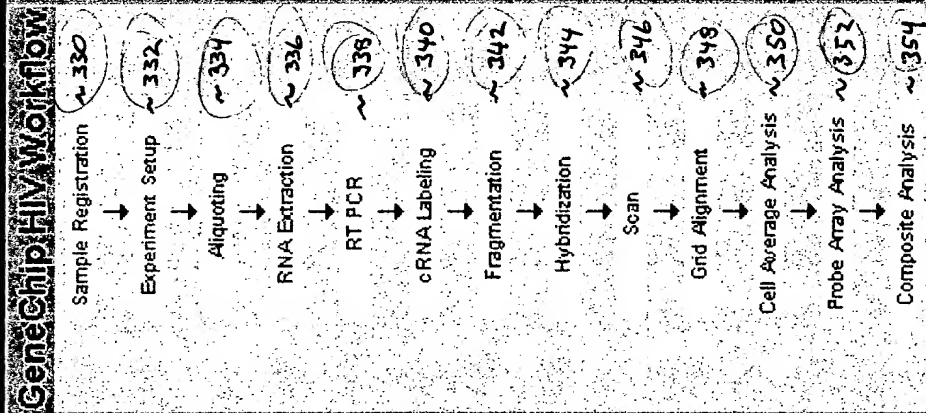 GeneChip HIV Workflow
Sample Registration ~ 330
Experiment Setup ~ 332
Aliquoting ~ 334
RNA Extraction ~ 336
RT PCR ~ 338
cRNA Labeling ~ 340
Fragmentation ~ 342
Hybridization ~ 344
Scan ~ 346
Grid Alignment ~ 348
Cell Average Analysis ~ 350
Probe Array Analysis ~ 352
Composite Analysis ~ 354